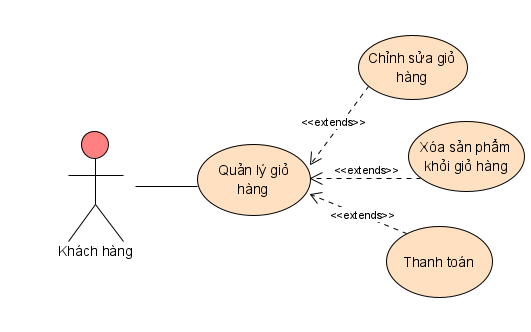 Chỉnh sửa giỏ
hàng
<<extends>>
Xóa sản phẩm
khỏi giỏ hàng
<<extends>>
Quản lý giỏ
hàng
<<extends>>
Khách hàng
Thanh toán